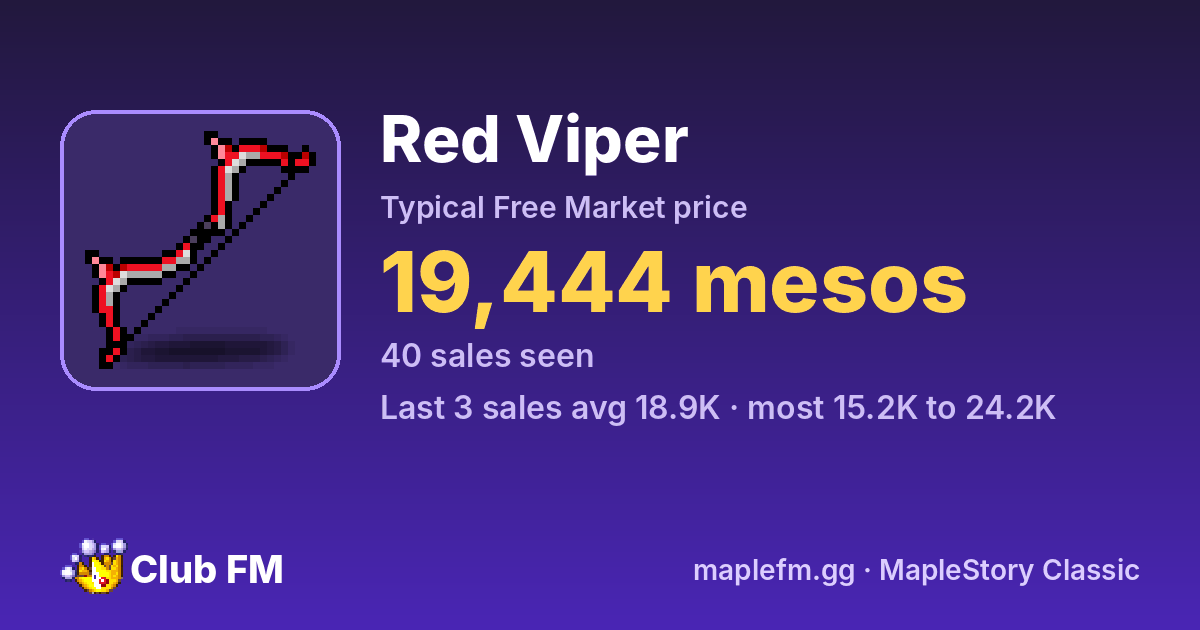 Red Viper
Typical Free Market price
19,444 mesos
40 sales seen
Last 3 sales avg 18.9K · most 15.2K to 24.2K
Club FM
maplefm.gg · MapleStory Classic